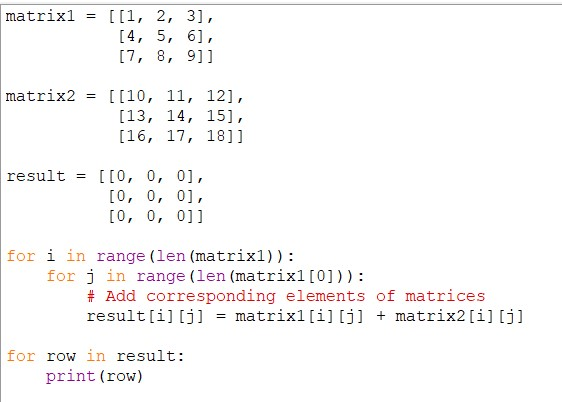 matrix1 = [[1, 2, 3],
           [4, 5, 6],
           [7, 8, 9]]

matrix2 = [[10, 11, 12],
           [13, 14, 15],
           [16, 17, 18]]

result = [[0, 0, 0],
          [0, 0, 0],
          [0, 0, 0]]

for i in range(len(matrix1)):
    for j in range(len(matrix1[0])):
        # Add corresponding elements of matrices
        result[i][j] = matrix1[i][j] + matrix2[i][j]

for row in result:
    print(row)